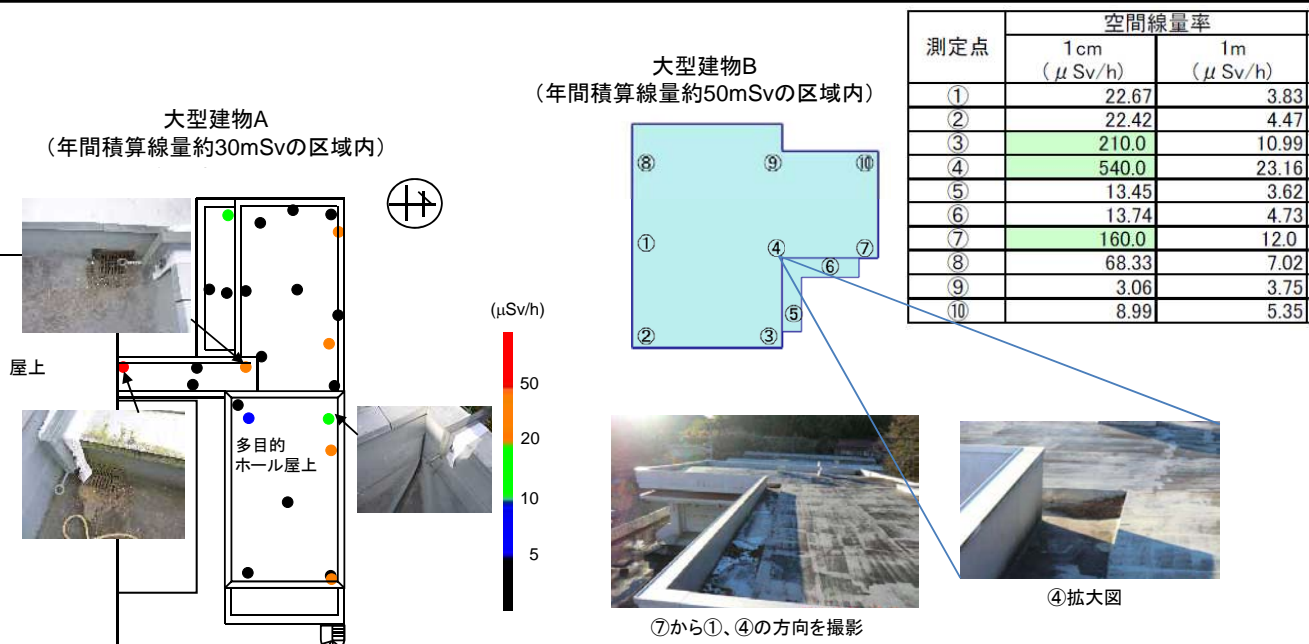 大型建物A
（年間積算線量約30mSvの区域内）
屋上
多目的
ホール屋上
(μSv/h)
50
20
10
5
大型建物B
（年間積算線量約50mSvの区域内）
⑧ ⑨ ⑩
① ④ ⑦
⑥
⑤
② ③
⑦から①、④の方向を撮影
④拡大図
測定点 空間線量率
1cm 1m
（μSv/h） （μSv/h）
① 22.67 3.83
② 22.42 4.47
③ 210.0 10.99
④ 540.0 23.16
⑤ 13.45 3.62
⑥ 13.74 4.73
⑦ 160.0 12.0
⑧ 68.33 7.02
⑨ 3.06 3.75
⑩ 8.99 5.35